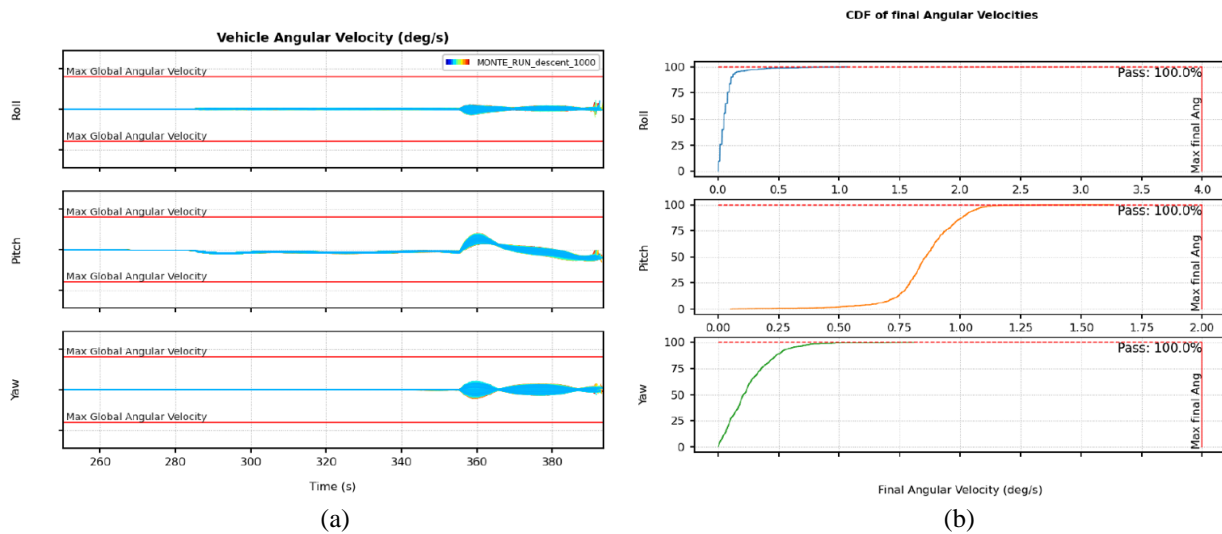 CDF of final Angular Velocities
Vehicle Angular Velocity (deg/s)
MONTE_RUN_descent_1000
Max Global Angular Velocity
Roll
Max Global Angular Velocity
Max Global Angular Velocity
Pitch
Max Global Angular Velocity
Max Global Angular Velocity
Yaw
Max Global Angular Velocity
260 280 300 320 340 360 380
Time (s)
(a)
100
75
50
25
0
Roll
Pass: 100.0%
Max final Ang
0.0 0.5 1.0 1.5 2.0 2.5 3.0 3.5 4.0
100
75
50
25
0
Pitch
Pass: 100.0%
Max final Ang
0.00 0.25 0.50 0.75 1.00 1.25 1.50 1.75 2.00
100
75
50
25
0
Yaw
Pass: 100.0%
Max final Ang
Final Angular Velocity (deg/s)
(b)